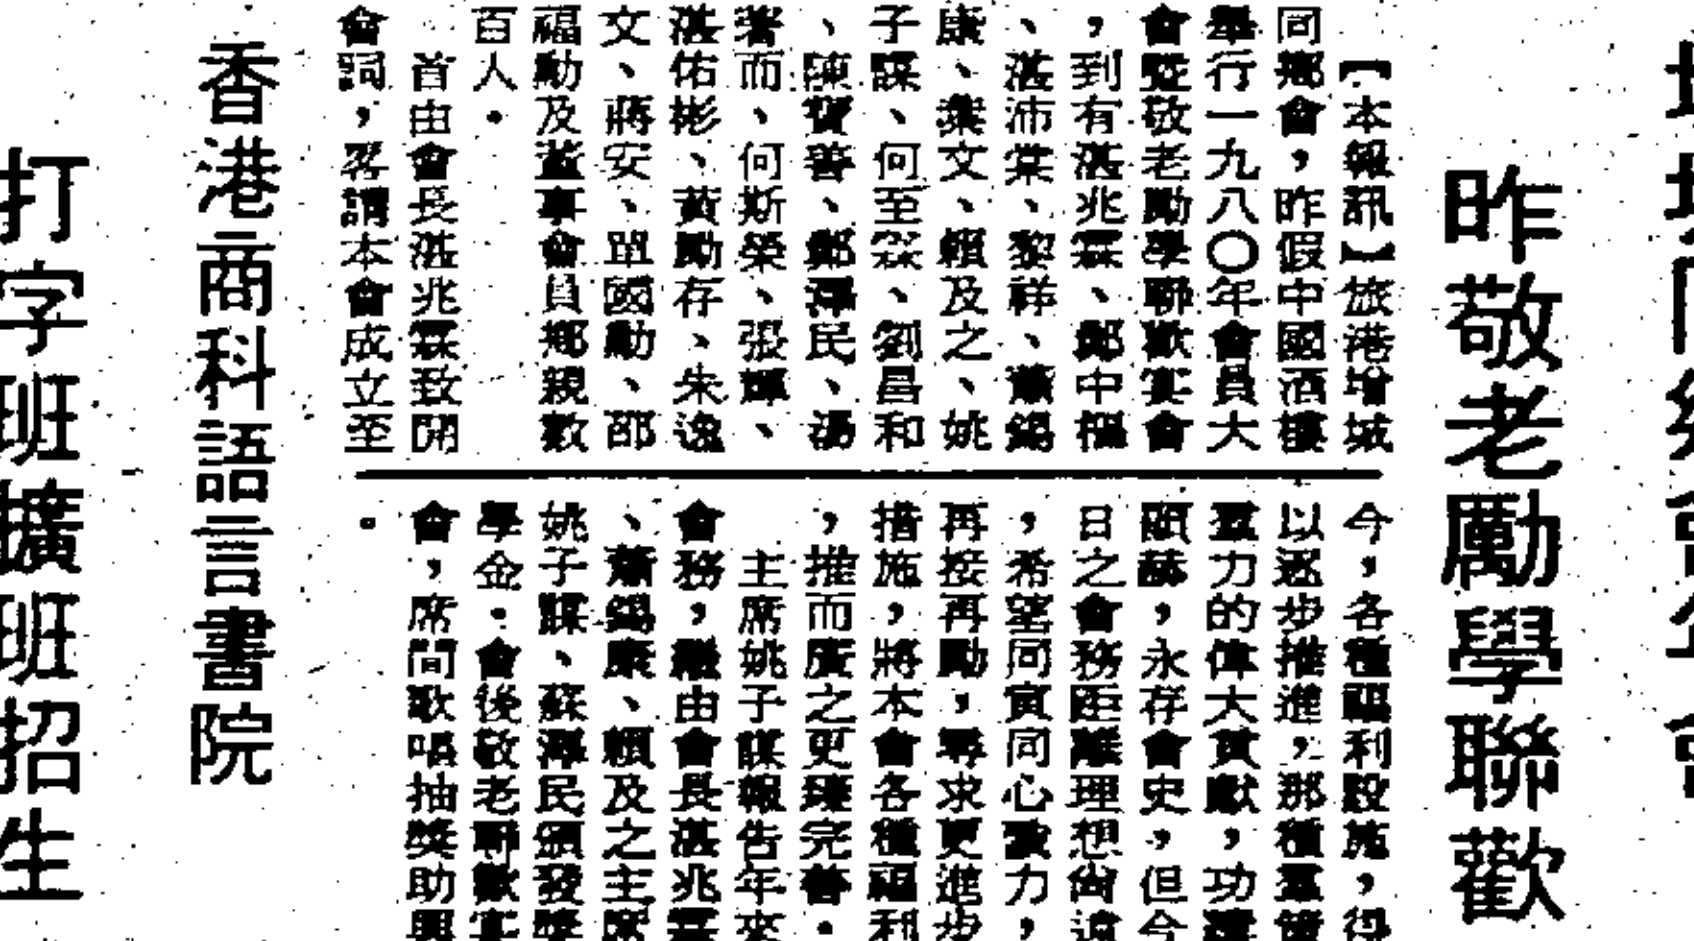 昨敬老勵學聯歡
【本報訊】旅港增城
同鄉會，昨假中國酒樓
舉行一九八〇年會員大
會暨敬老勵學聯歡宴會
，到有湛兆霖、鄭中樞
、湛沛棠、黎祥、蕭錫
康、葉文、賴及之、姚
子謀、何至霖、劉昌和
、陳寶善、鄭澤民、湯
署而、何斯榮、張輝、
湛佑彬、黃勵存、朱逸
文、蔣安、單國勳、邵
福勳及董事會員鄉親數
百人。
首由會長湛兆霖致開
會詞，畧謂本會成立至
今，各種福利設施，得
以逐步推進，那種羣策
羣力的偉大貢獻，功
顯赫，永存會史，但今
日之會務距離理想尚遠
，希望同寅同心
力，
再接再勵，尋求更進步
措施，將本會各種福利
，推而廣之更臻完善。
主席姚子謀報告年來
會務，繼由會長湛兆霖
、蕭錫康、賴及之主席
姚子謀、蘇澤民頒發獎
學金。會後敬老聯歡宴
會，席間歌唱抽獎助興
。
香港商科語言書院
打字班擴班招生